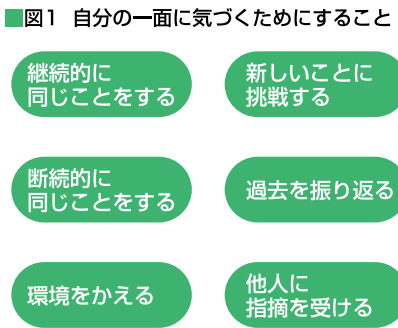 ■図1 自分の一面に気づくためにすること
継続的に
同じことをする
新しいことに
挑戦する
断続的に
同じことをする
過去を振り返る
環境をかえる
他人に
指摘を受ける